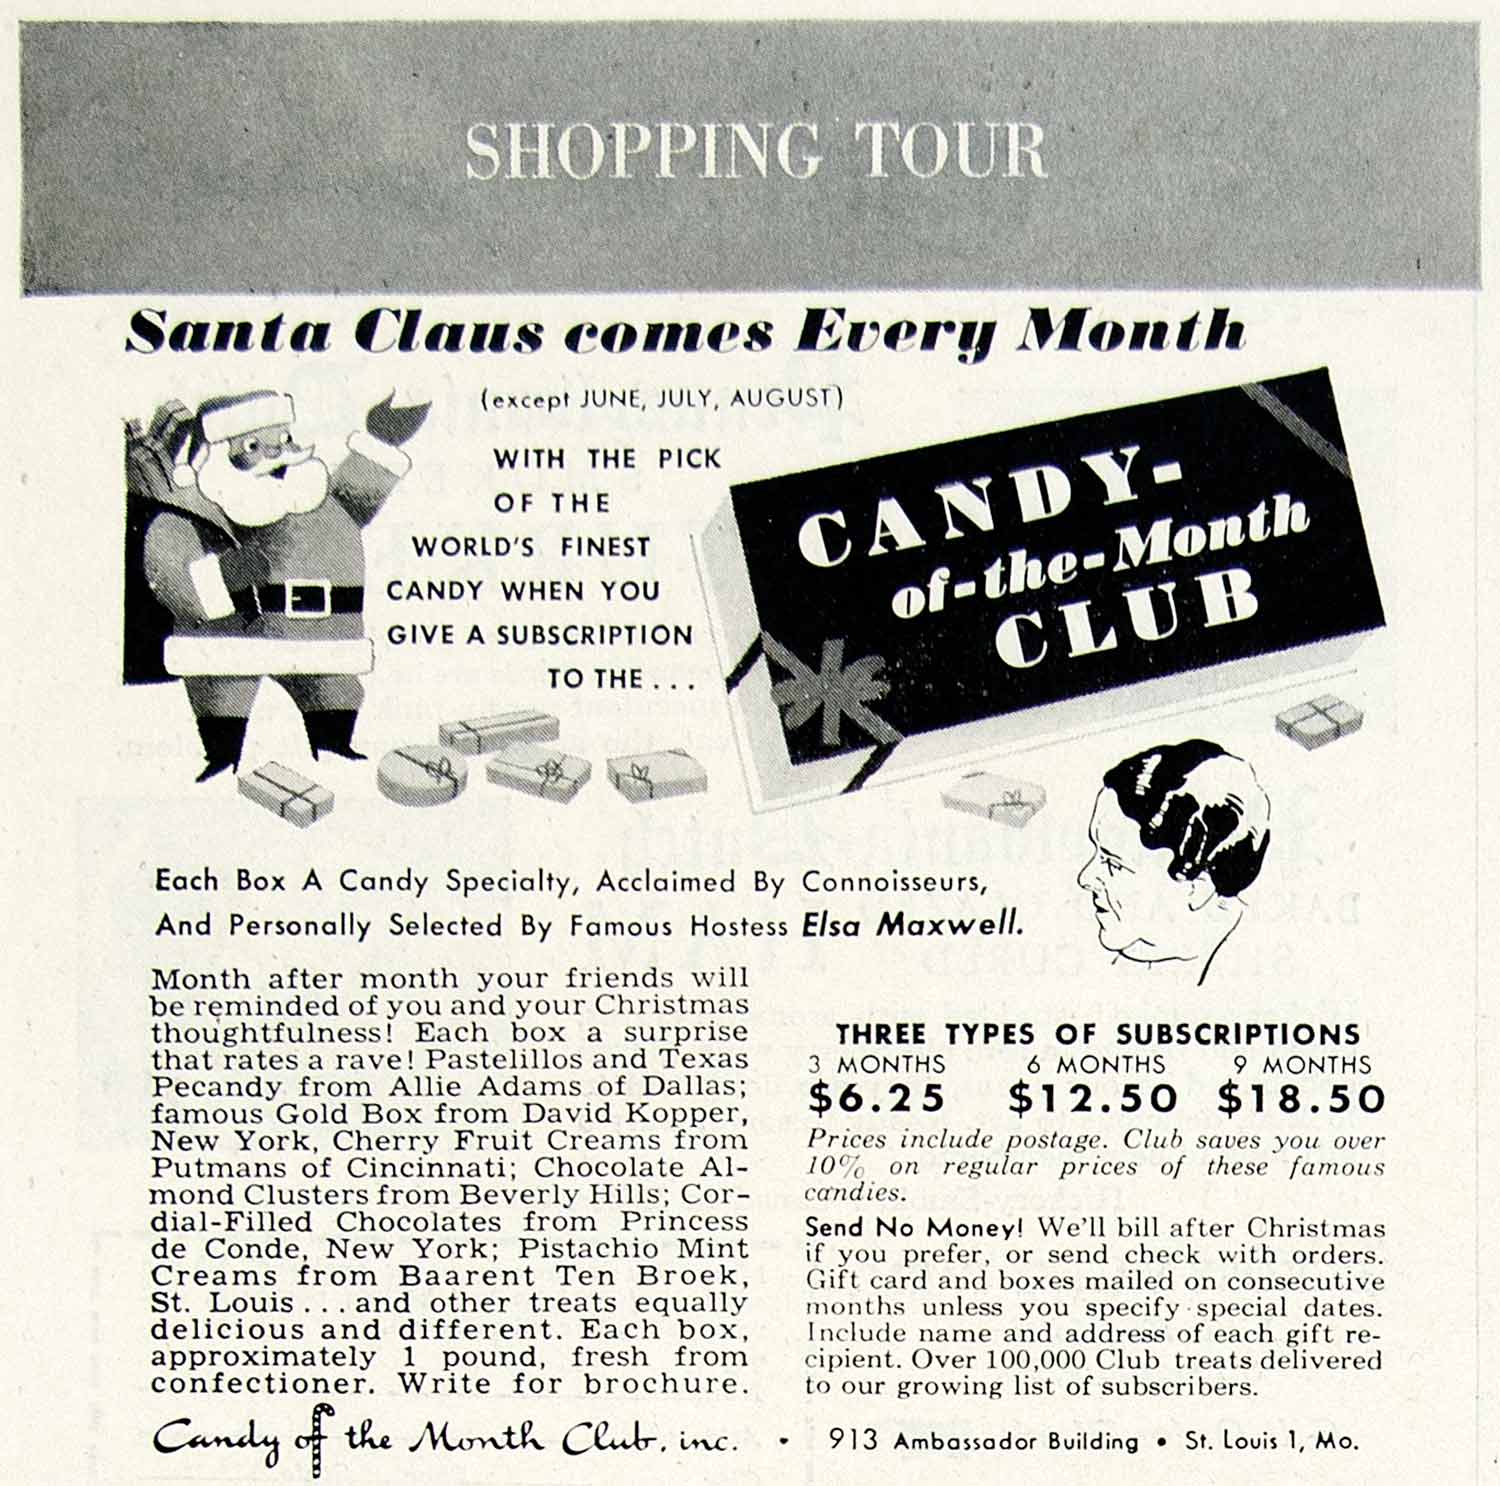 SHOPPING TOUR
Santa Claus comes Every Month
(except JUNE, JULY, AUGUST)
WITH THE PICK
OF THE
WORLD'S FINEST
CANDY WHEN YOU
GIVE A SUBSCRIPTION
TO THE . . .
CANDY-
of-the-Month
CLUB
Each Box A Candy Specialty, Acclaimed By Connoisseurs,
And Personally Selected By Famous Hostess Elsa Maxwell.
Month after month your friends will
be reminded of you and your Christmas
thoughtfulness! Each box a surprise
that rates a rave! Pastelillos and Texas
Pecandy from Allie Adams of Dallas;
famous Gold Box from David Kopper,
New York, Cherry Fruit Creams from
Putmans of Cincinnati; Chocolate Al-
mond Clusters from Beverly Hills; Cor-
dial-Filled Chocolates from Princess
de Conde, New York; Pistachio Mint
Creams from Baarent Ten Broek,
St. Louis . . . and other treats equally
delicious and different. Each box,
approximately 1 pound, fresh from
confectioner. Write for brochure.
THREE TYPES OF SUBSCRIPTIONS
3 MONTHS 6 MONTHS 9 MONTHS
$6.25 $12.50 $18.50
Prices include postage. Club saves you over
10% on regular prices of these famous
candies.
Send No Money! We'll bill after Christmas
if you prefer, or send check with orders.
Gift card and boxes mailed on consecutive
months unless you specify special dates.
Include name and address of each gift re-
cipient. Over 100,000 Club treats delivered
to our growing list of subscribers.
Candy of the Month Club, inc. • 913 Ambassador Building • St. Louis 1, Mo.